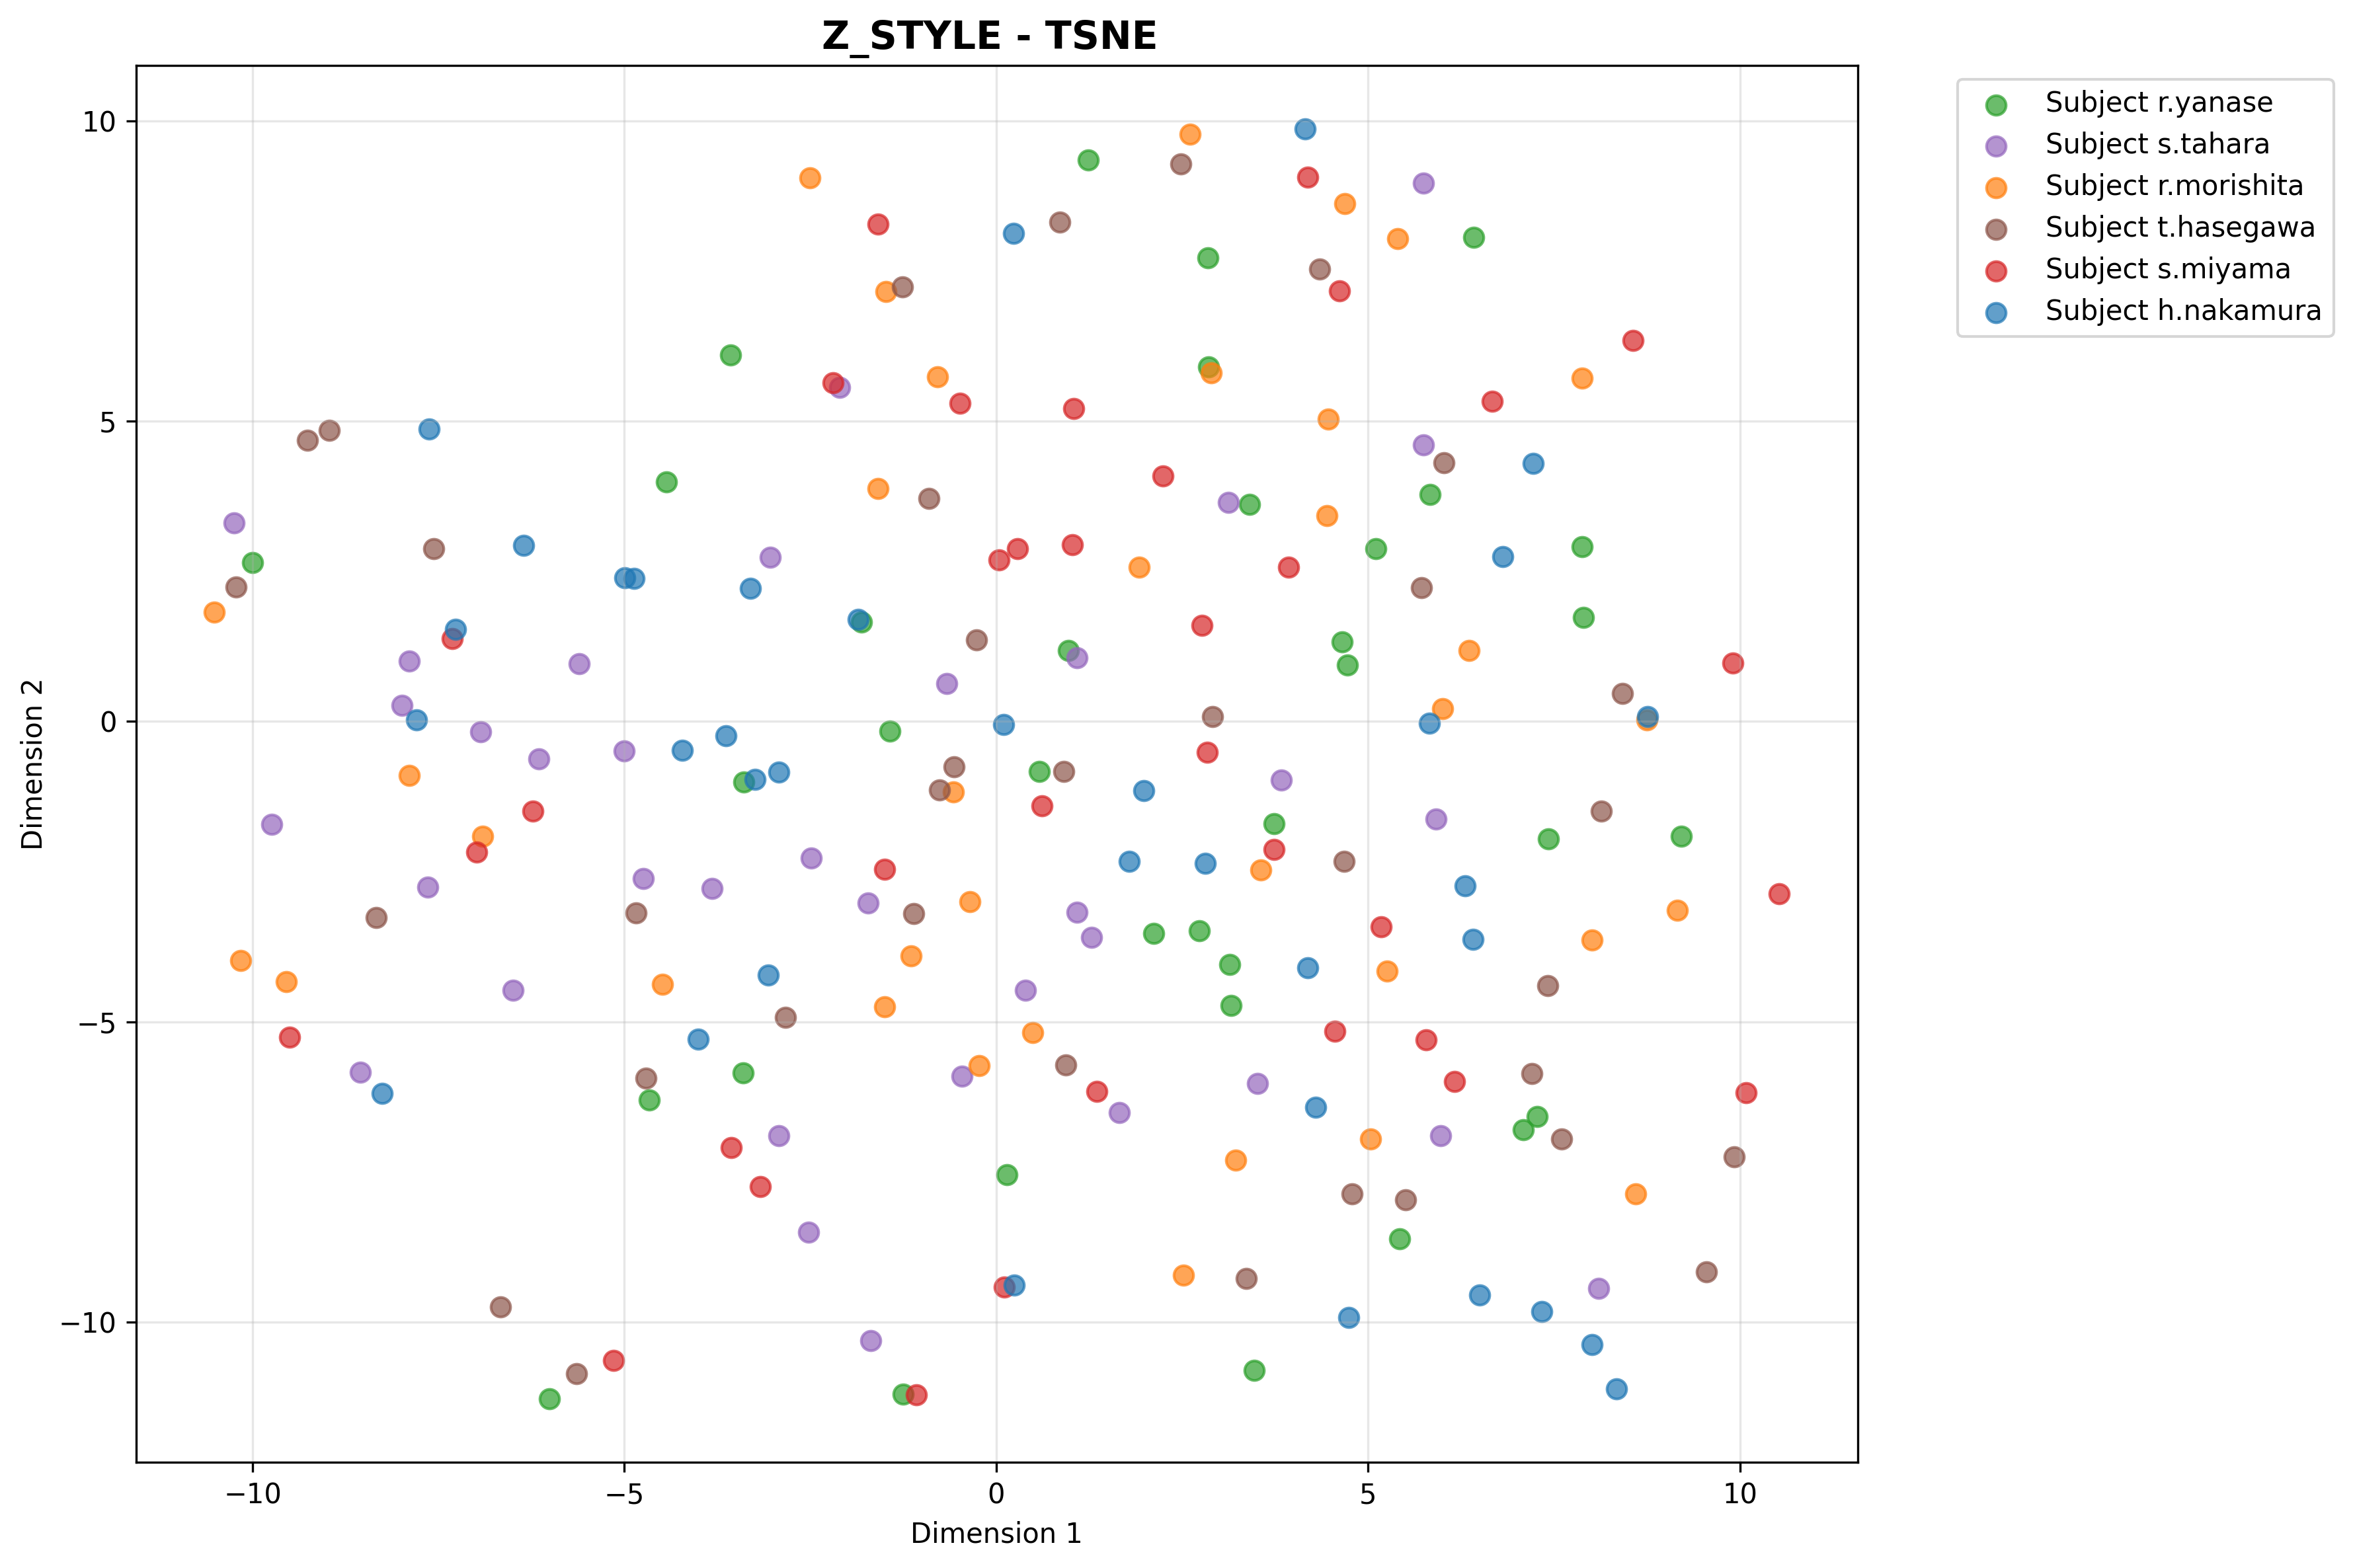 Z_STYLE - TSNE
Subject r.yanase
Subject s.tahara
Subject r.morishita
Subject t.hasegawa
Subject s.miyama
Subject h.nakamura
Dimension 2
10
5
0
−5
−10
−10
−5
0
5
10
Dimension 1